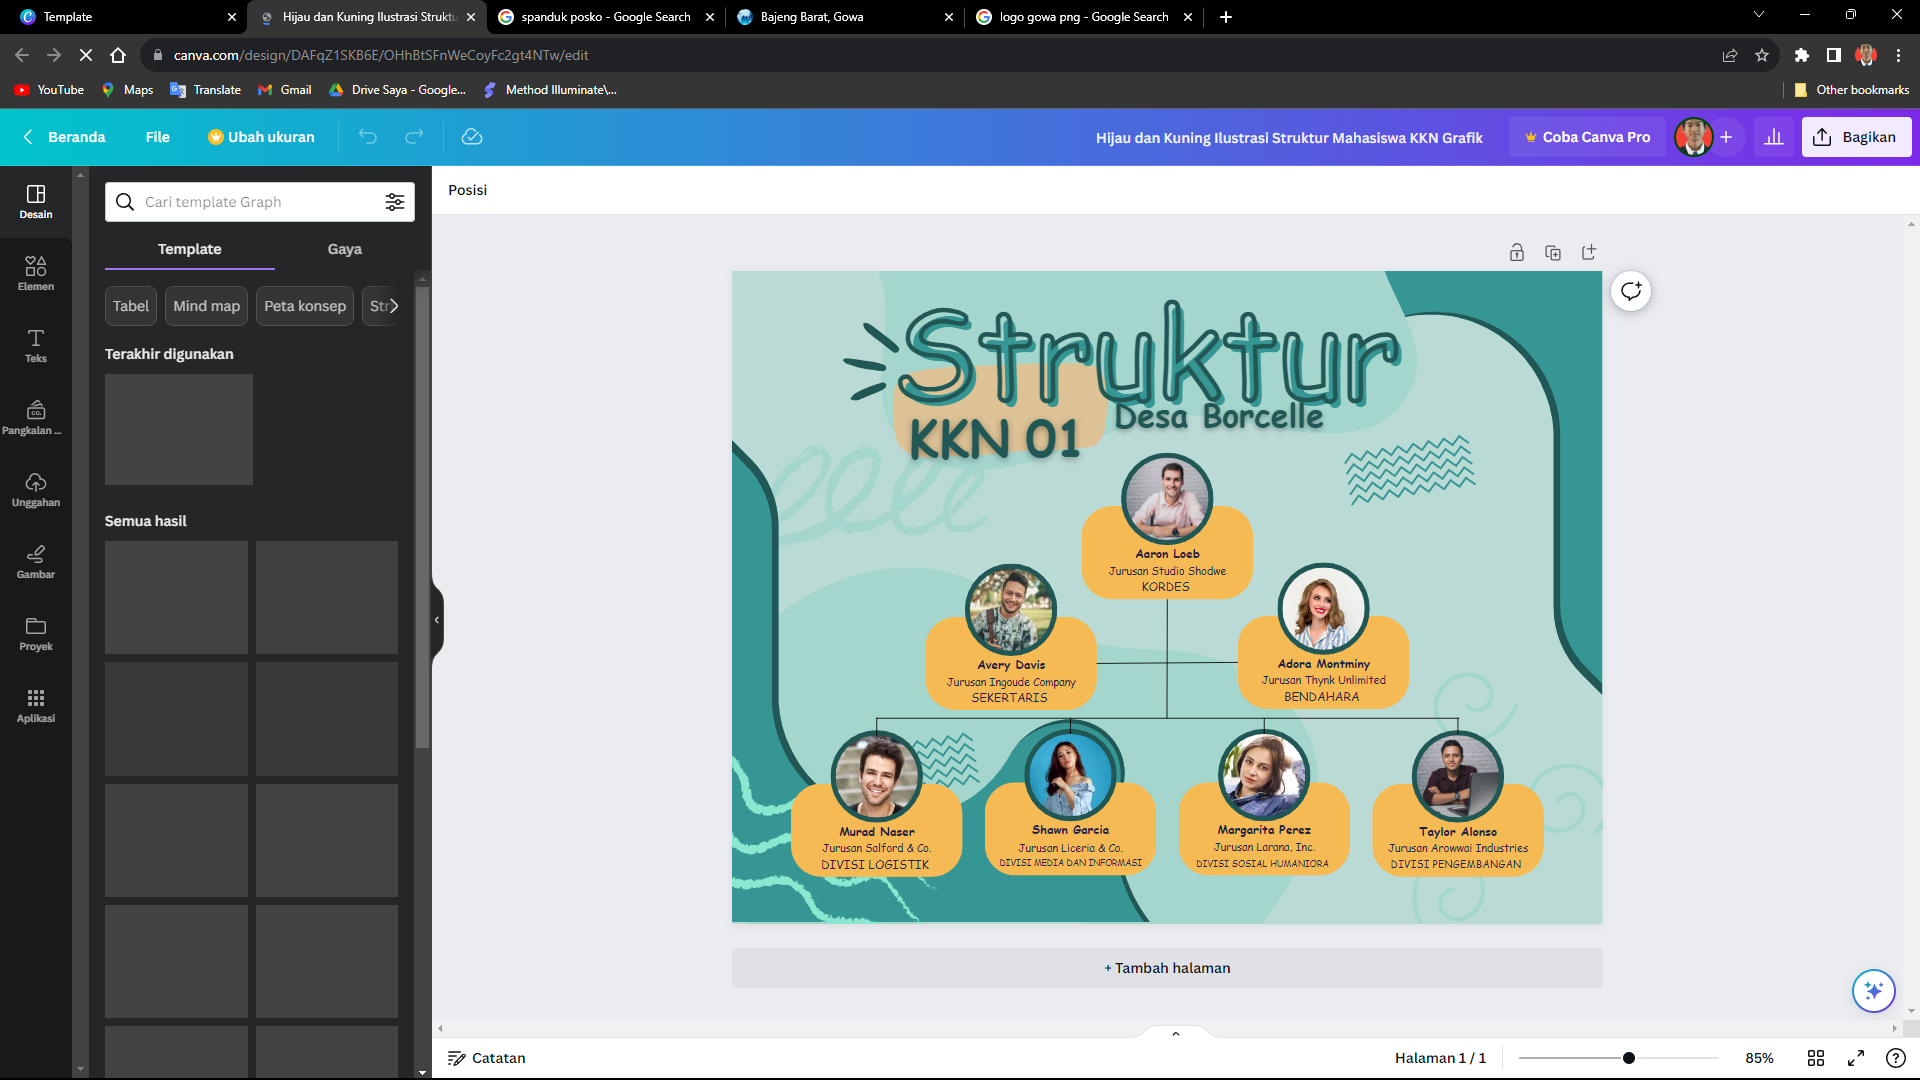 Template
Hijau dan Kuning Ilustrasi Struktu
spanduk posko - Google Search
Bajeng Barat, Gowa
logo gowa png - Google Search
canva.com/design/DAFqZ1SKB6E/OHhBtSFnWeCoyFc2gt4NTw/edit
YouTube
Maps
Translate
Gmail
Drive Saya - Google...
Method Illuminate\...
Other bookmarks
Beranda
File
Ubah ukuran
Hijau dan Kuning Ilustrasi Struktur Mahasiswa KKN Grafik
Coba Canva Pro
Bagikan
Desain
Elemen
Teks
Pangkalan ...
Unggahan
Gambar
Proyek
Aplikasi
Cari template Graph
Template
Gaya
Tabel
Mind map
Peta konsep
Str
Terakhir digunakan
Semua hasil
Posisi
Struktur
KKN 01
Desa Borcelle
Aaron Loeb
Jurusan Studio Shodwe
KORDES
Avery Davis
Jurusan Ingoude Company
SEKERTARIS
Adora Montminy
Jurusan Thynk Unlimited
BENDAHARA
Murad Naser
Jurusan Salford & Co.
DIVISI LOGISTIK
Shawn Garcia
Jurusan Liceria & Co.
DIVISI MEDIA DAN INFORMASI
Margarita Perez
Jurusan Larana, Inc.
DIVISI SOSIAL HUMANIORA
Taylor Alonso
Jurusan Arowwai Industries
DIVISI PENGEMBANGAN
+ Tambah halaman
Catatan
Halaman 1 / 1
85%